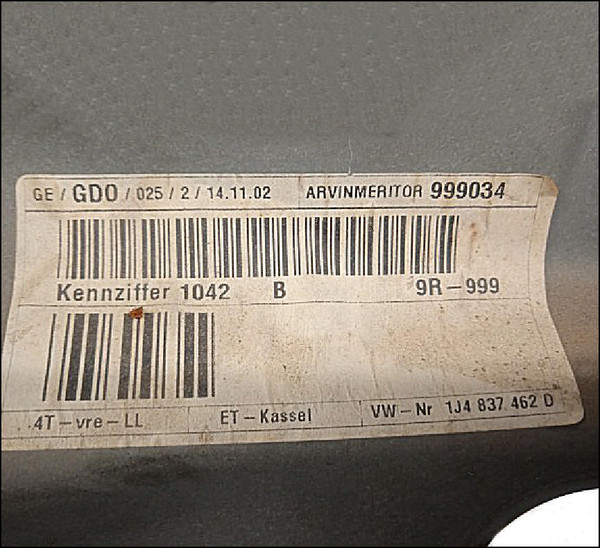 GE / GDO / 025 / 2 / 14.11.02 ARVINMERITOR 999034
Kennziffer 1042 B 9R-999
4T-vre-LL ET-Kassel VW-Nr 1J4 837 462 D